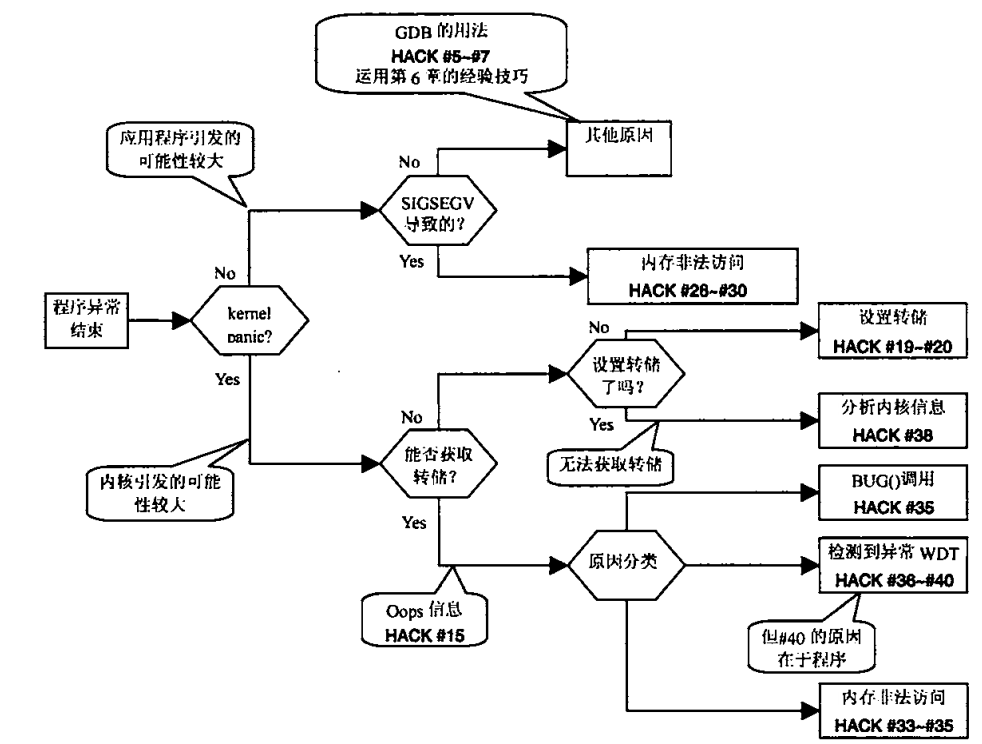 GDB 的用法
HACK #5~#7
运用第 6 章的经验技巧
应用程序引发的
可能性较大
No
其他原因
SIGSEGV
导致的？
Yes
内存非法访问
HACK #26~#30
No
程序异常
结束
kernel
panic?
Yes
No
设置转储
HACK #19~#20
设置转储
了吗？
No
Yes
分析内核信息
HACK #38
无法获取转储
能否获取
转储？
内核引发的可能
性较大
BUG()调用
HACK #35
Yes
原因分类
检测到异常 WDT
HACK #36~#40
Oops 信息
HACK #15
但#40 的原因
在于程序
内存非法访问
HACK #33~#35